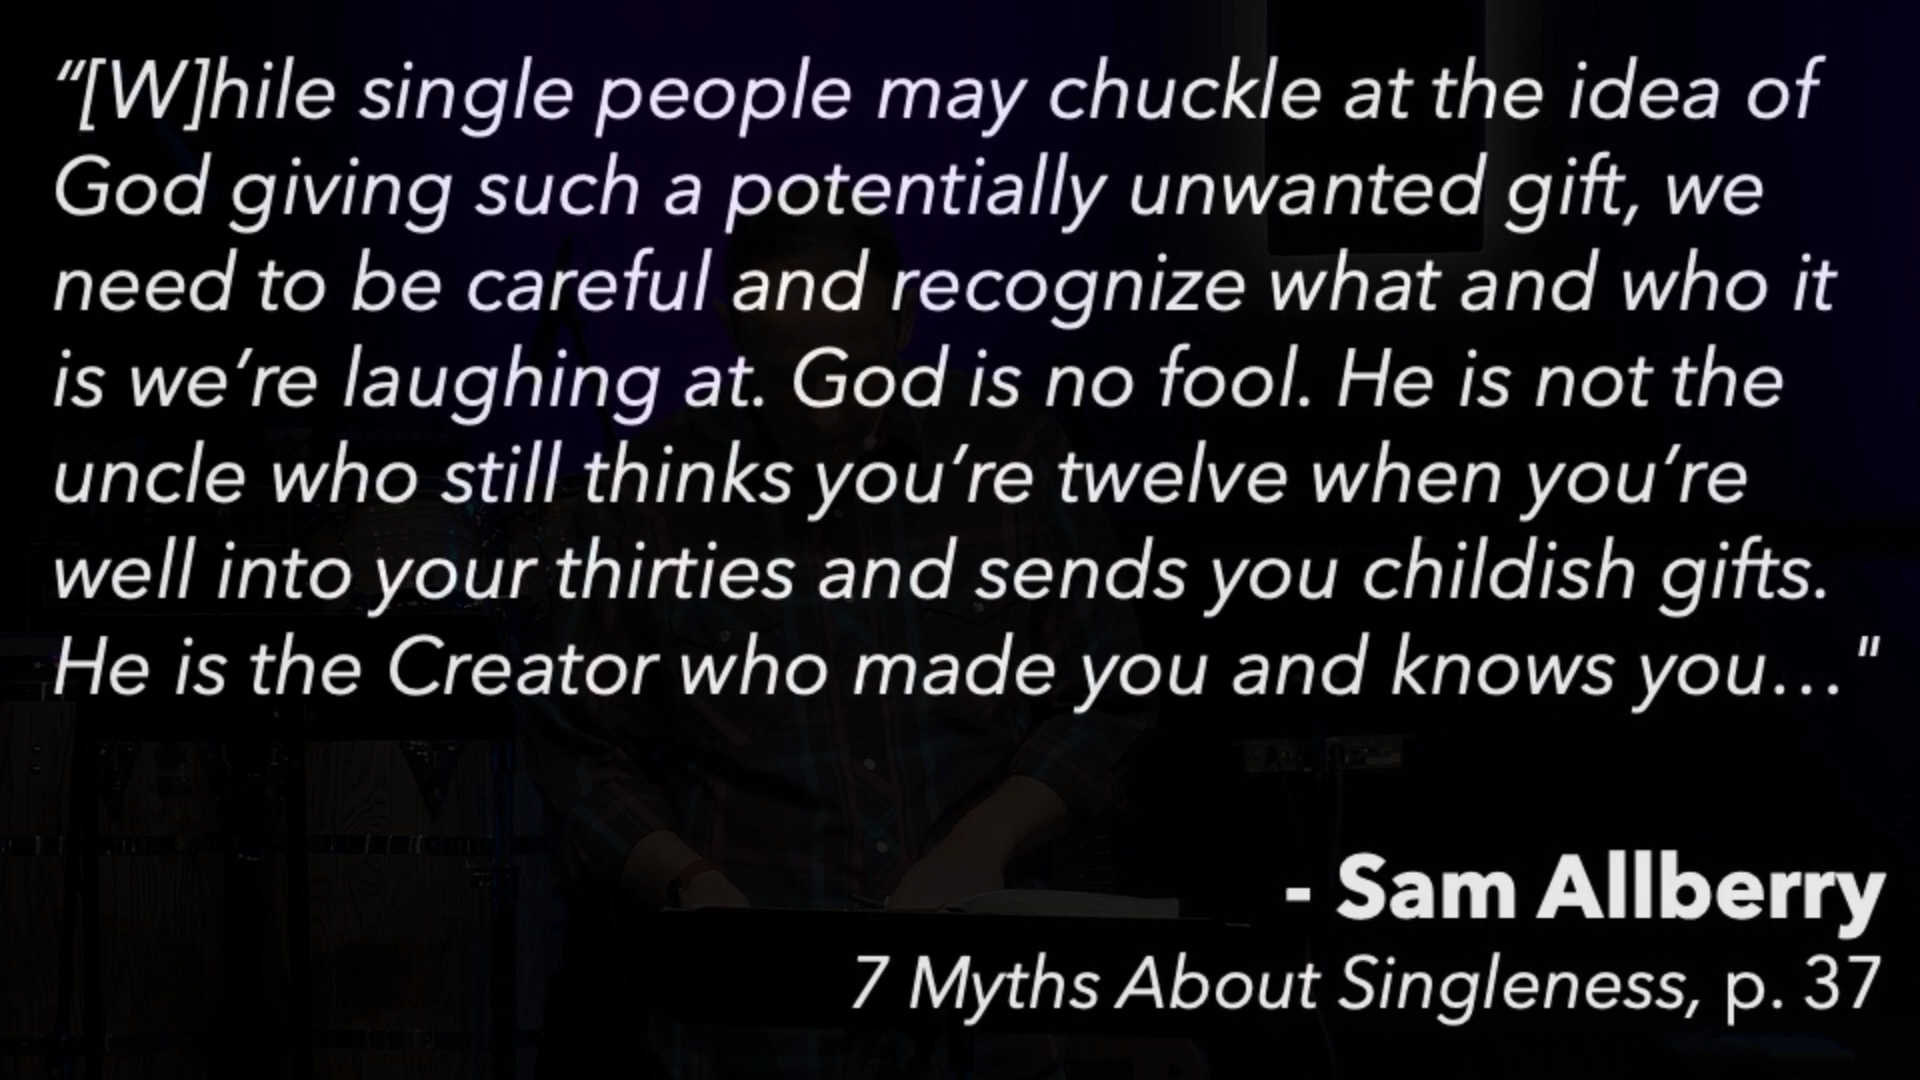 “[W]hile single people may chuckle at the idea of
God giving such a potentially unwanted gift, we
need to be careful and recognize what and who it
is we’re laughing at. God is no fool. He is not the
uncle who still thinks you’re twelve when you’re
well into your thirties and sends you childish gifts.
He is the Creator who made you and knows you…"
- Sam Allberry
7 Myths About Singleness, p. 37